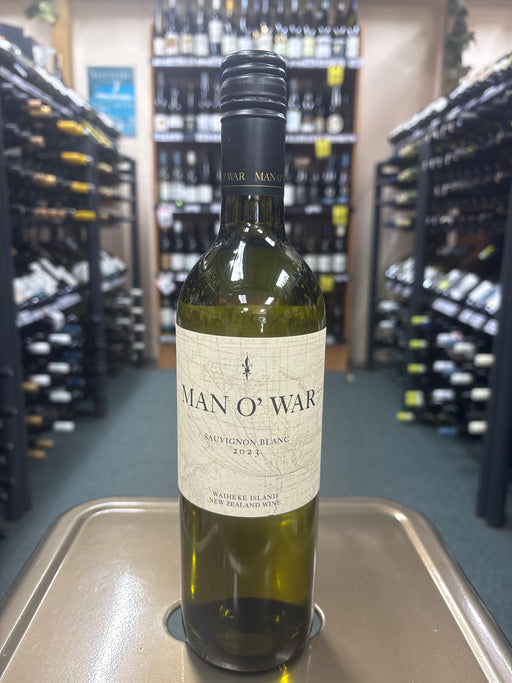 O' WAR MAN O'
MAN O' WAR
SAUVIGNON BLANC
2023
WAIHEKE ISLAND
NEW ZEALAND WINE